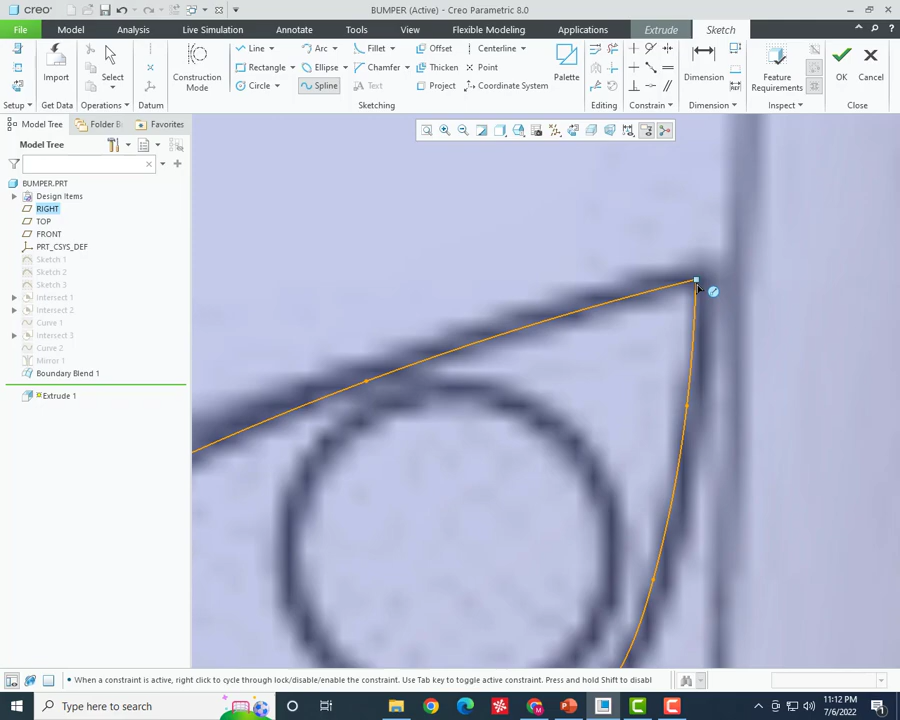 creo
BUMPER (Active) - Creo Parametric 8.0
File Model Analysis Live Simulation Annotate Tools View Flexible Modeling Applications Extrude Sketch
Line Arc Fillet Offset Centerline
Rectangle Ellipse Chamfer Thicken Point
Circle Spline Text Project Coordinate System
Import Select Construction Mode Palette Dimension Feature Requirements OK Cancel
Setup Get Data Operations Datum Sketching Editing Constrain Dimension Inspect Close
Model Tree Folder B Favorites
Model Tree
BUMPER.PRT
Design Items
RIGHT
TOP
FRONT
PRT_CSYS_DEF
Sketch 1
Sketch 2
Sketch 3
Intersect 1
Intersect 2
Curve 1
Intersect 3
Curve 2
Mirror 1
Boundary Blend 1
Extrude 1
When a constraint is active, right click to cycle through lock/disable/enable the constraint. Use Tab key to toggle active constraint. Press and hold Shift to disabl
Type here to search
11:12 PM
7/6/2022